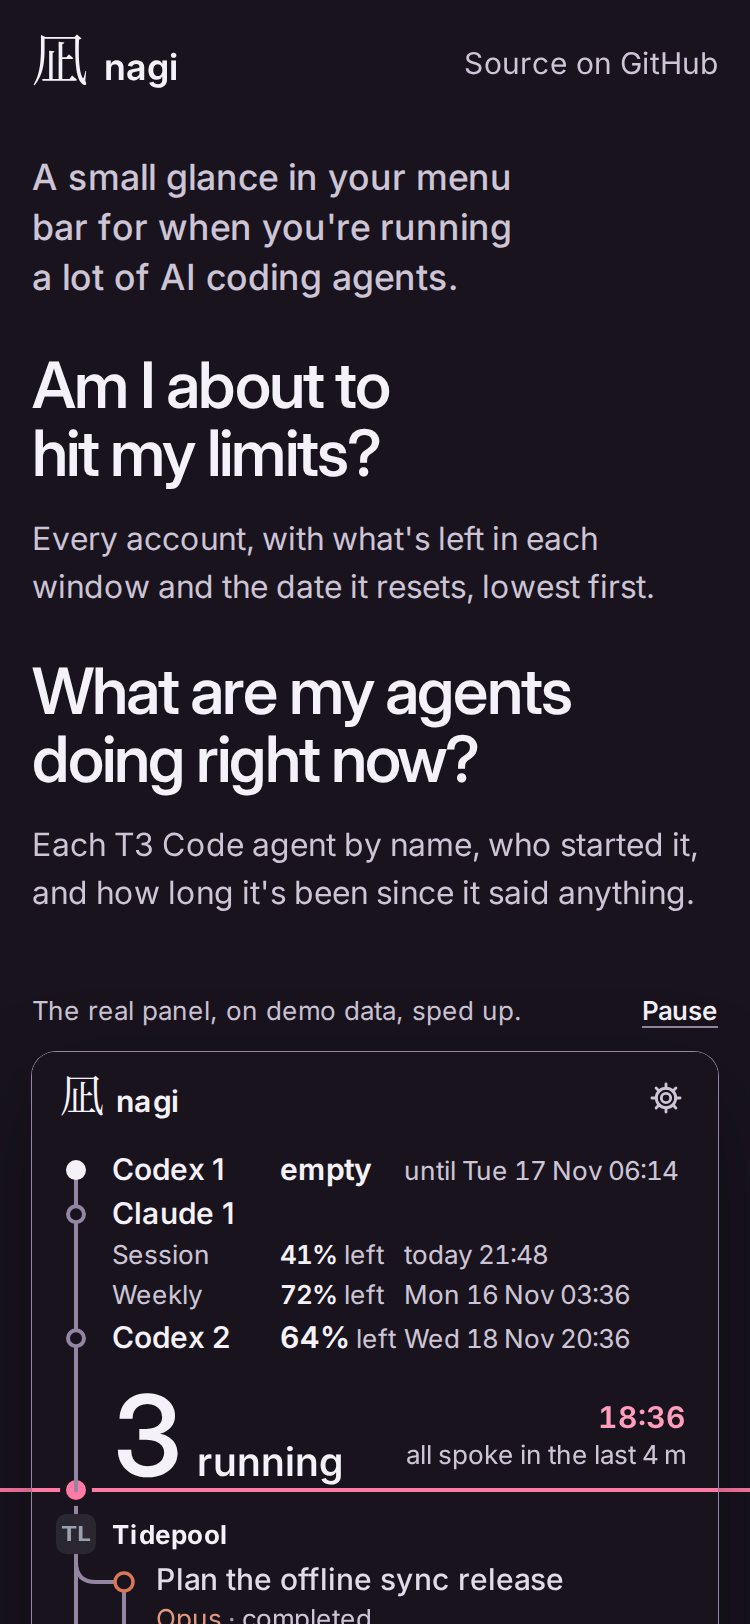 凪 nagi
Source on GitHub
A small glance in your menu
bar for when you're running
a lot of AI coding agents.
Am I about to
hit my limits?
Every account, with what's left in each
window and the date it resets, lowest first.
What are my agents
doing right now?
Each T3 Code agent by name, who started it,
and how long it's been since it said anything.
The real panel, on demo data, sped up. Pause
凪 nagi
Codex 1 empty until Tue 17 Nov 06:14
Claude 1
Session 41% left today 21:48
Weekly 72% left Mon 16 Nov 03:36
Codex 2 64% left Wed 18 Nov 20:36
3 running
18:36
all spoke in the last 4 m
TL Tidepool
Plan the offline sync release
Opus · completed